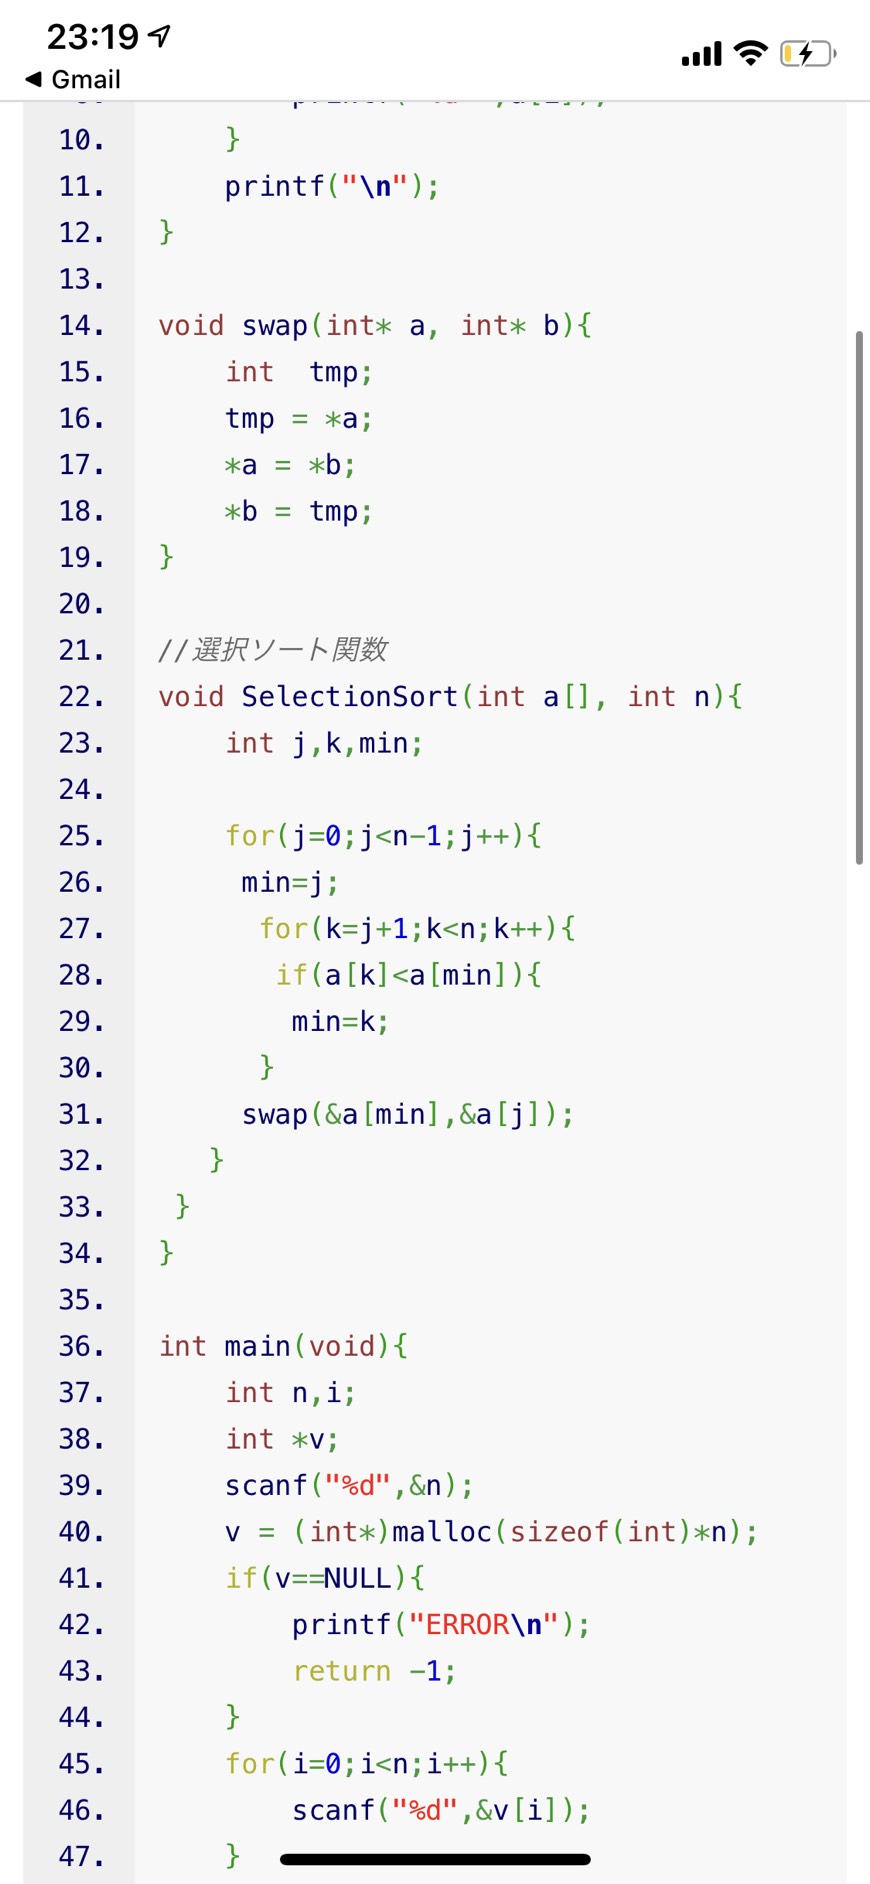 23:19
◀ Gmail
10.     }
11.     printf("\n");
12. }
13.
14. void swap(int* a, int* b){
15.     int  tmp;
16.     tmp = *a;
17.     *a = *b;
18.     *b = tmp;
19. }
20.
21. //選択ソート関数
22. void SelectionSort(int a[], int n){
23.     int j,k,min;
24.
25.     for(j=0;j<n-1;j++){
26.      min=j;
27.       for(k=j+1;k<n;k++){
28.        if(a[k]<a[min]){
29.         min=k;
30.       }
31.      swap(&a[min],&a[j]);
32.    }
33.  }
34. }
35.
36. int main(void){
37.     int n,i;
38.     int *v;
39.     scanf("%d",&n);
40.     v = (int*)malloc(sizeof(int)*n);
41.     if(v==NULL){
42.         printf("ERROR\n");
43.         return -1;
44.     }
45.     for(i=0;i<n;i++){
46.         scanf("%d",&v[i]);
47.     }